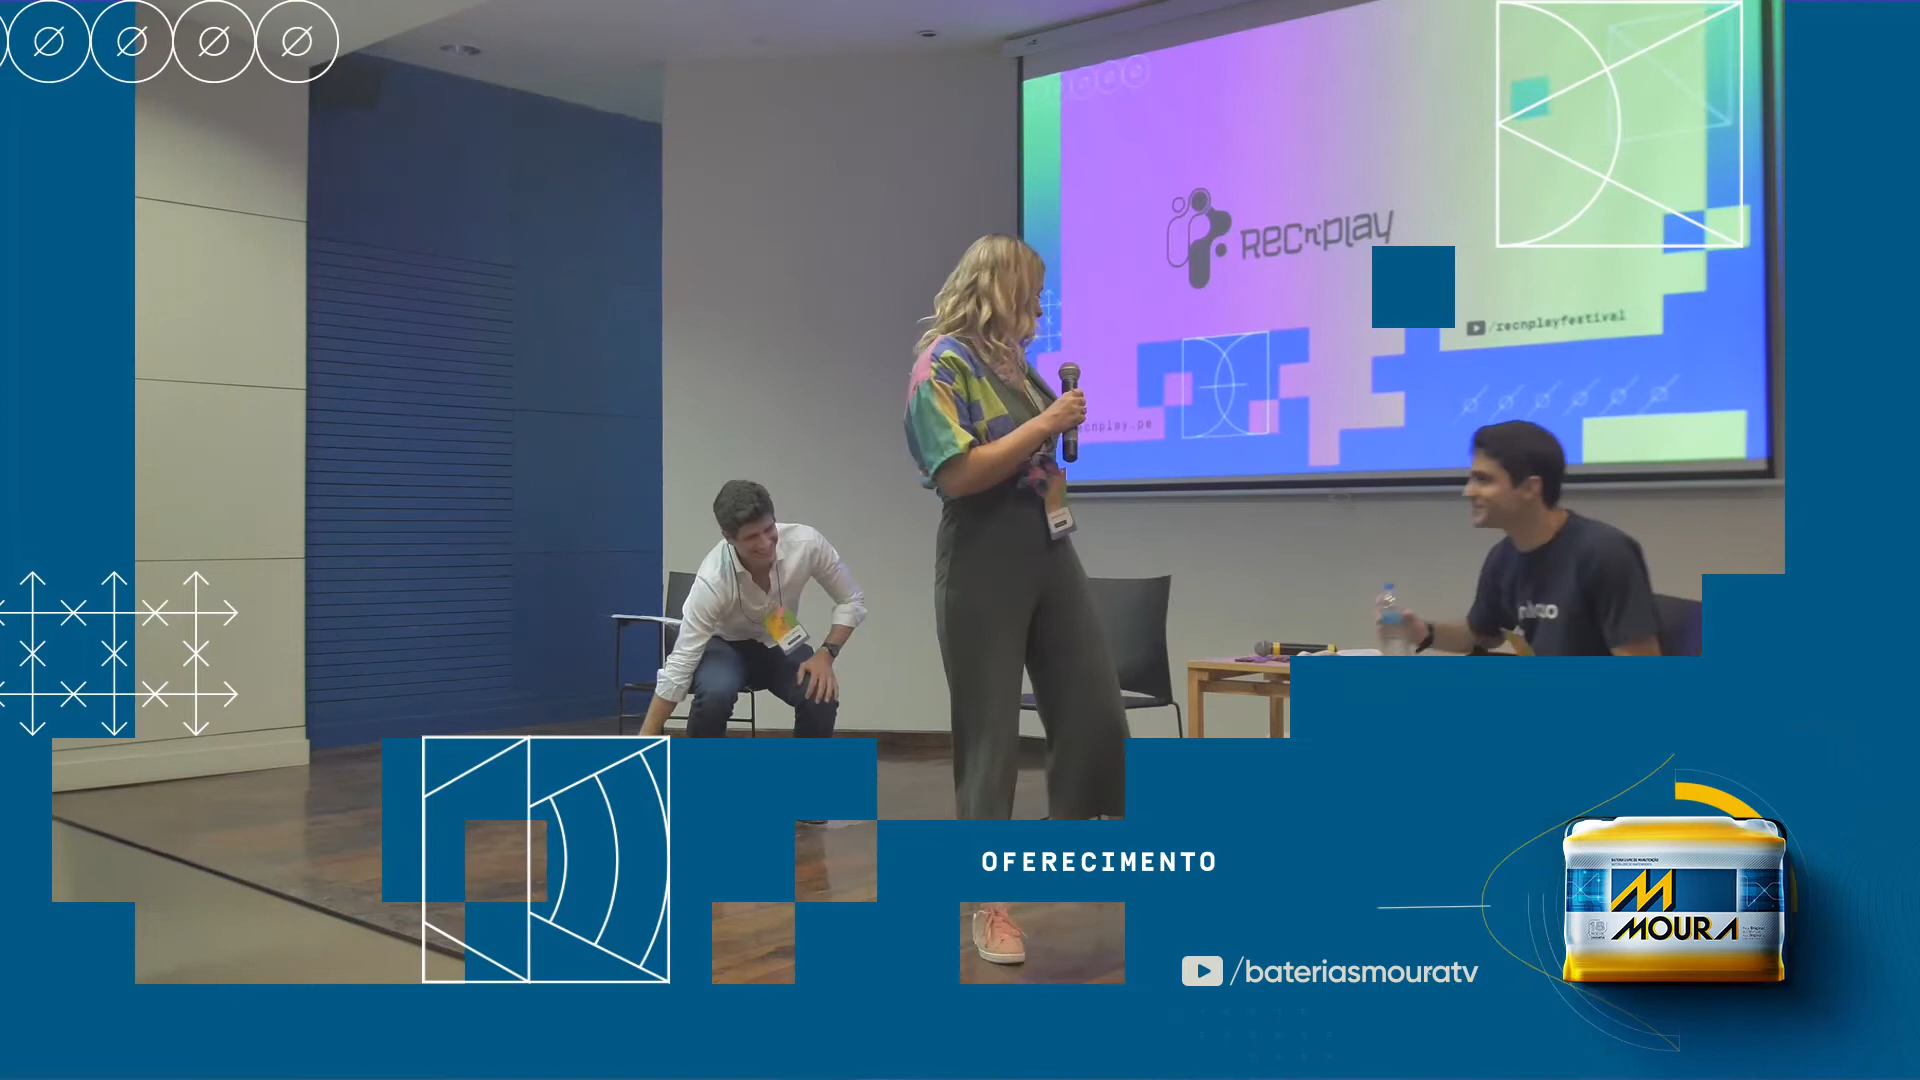 RECn'Play
/recnplayfestival
OFERECIMENTO
MOURA
/bateriasmouratv